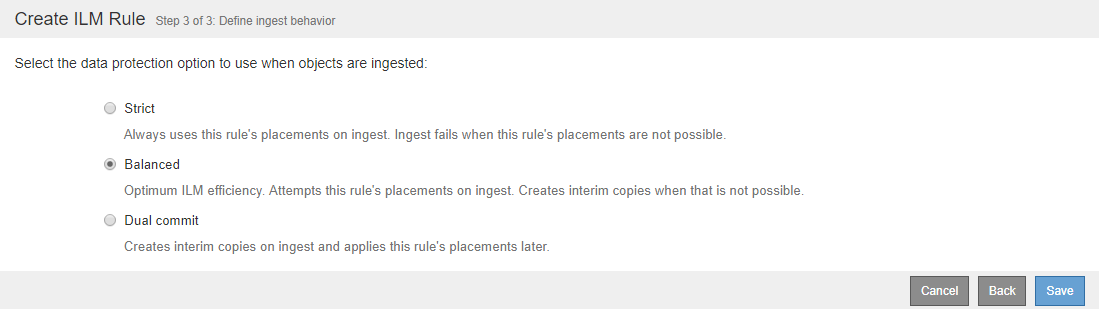 Create ILM Rule Step 3 of 3: Define ingest behavior
Select the data protection option to use when objects are ingested:
Strict
Always uses this rule's placements on ingest. Ingest fails when this rule's placements are not possible.
Balanced
Optimum ILM efficiency. Attempts this rule's placements on ingest. Creates interim copies when that is not possible.
Dual commit
Creates interim copies on ingest and applies this rule's placements later.
Cancel Back Save